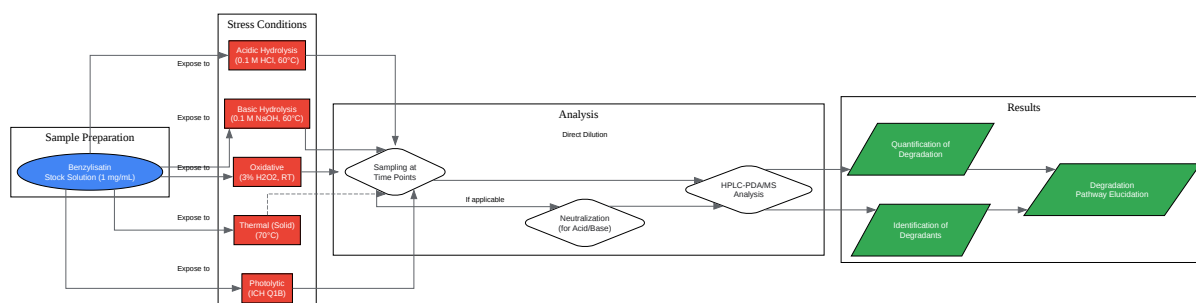 Stress Conditions
Acidic Hydrolysis
(0.1 M HCl, 60°C)
Expose to
Basic Hydrolysis
(0.1 M NaOH, 60°C)
Expose to
Sample Preparation
Benzylisatin
Stock Solution (1 mg/mL)
Expose to
Oxidative
(3% H2O2, RT)
Expose to
Thermal (Solid)
(70°C)
Expose to
Photolytic
(ICH Q1B)
Analysis
Direct Dilution
Sampling at
Time Points
If applicable
Neutralization
(for Acid/Base)
HPLC-PDA/MS
Analysis
Results
Quantification of
Degradation
Identification of
Degradants
Degradation
Pathway Elucidation